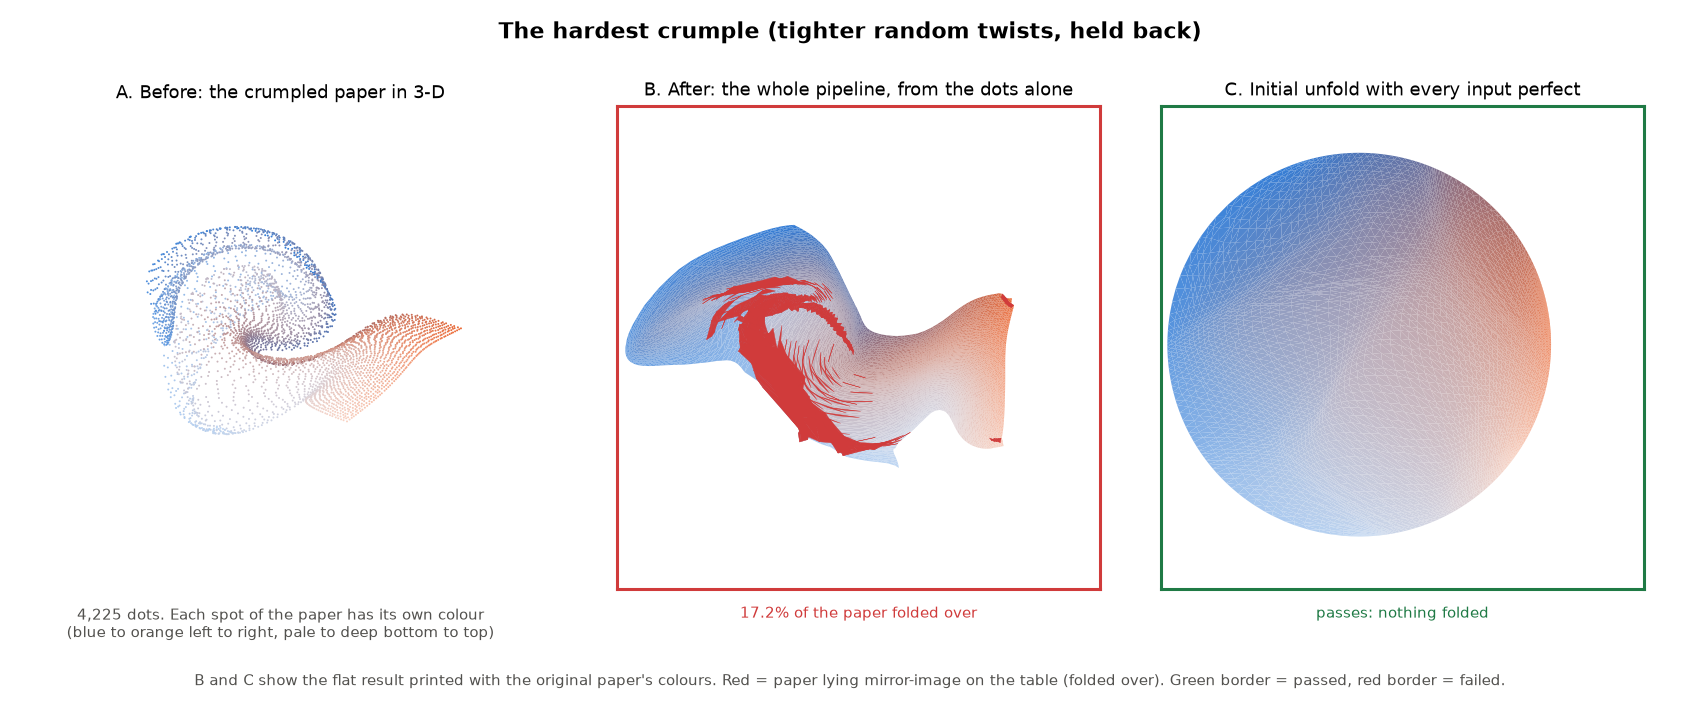 The hardest crumple (tighter random twists, held back)
A. Before: the crumpled paper in 3-D
B. After: the whole pipeline, from the dots alone
C. Initial unfold with every input perfect
4,225 dots. Each spot of the paper has its own colour
(blue to orange left to right, pale to deep bottom to top)
17.2% of the paper folded over
passes: nothing folded
B and C show the flat result printed with the original paper's colours. Red = paper lying mirror-image on the table (folded over). Green border = passed, red border = failed.